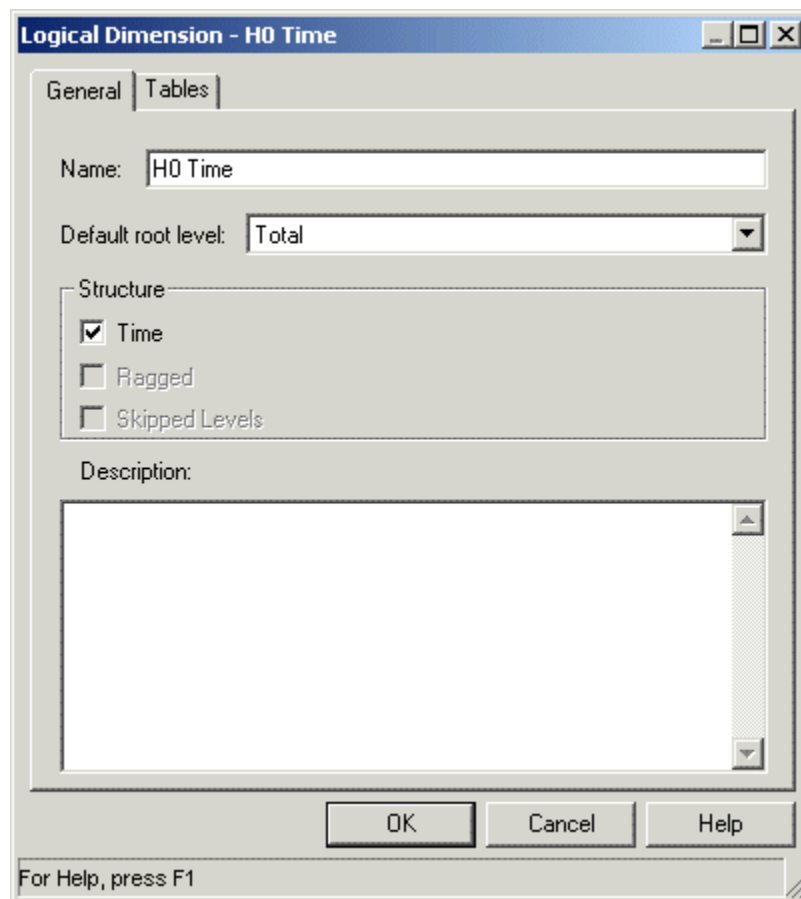 Logical Dimension - H0 Time
General Tables
Name: H0 Time
Default root level: Total
Structure
Time
Ragged
Skipped Levels
Description:
OK Cancel Help
For Help, press F1